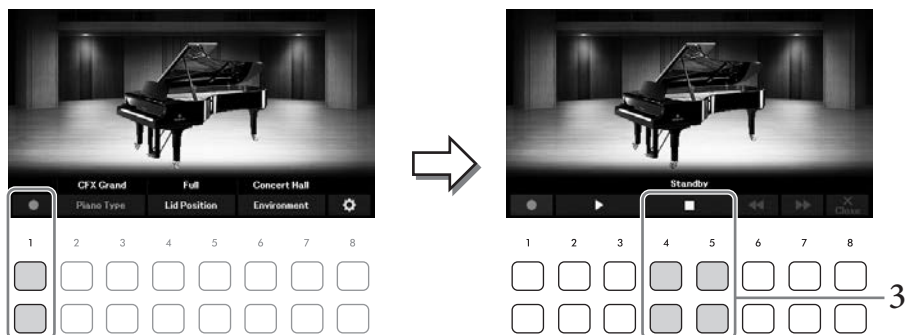 CFX Grand Full Concert Hall
Piano Type Lid Position Environment
1 2 3 4 5 6 7 8
Standby
Close
1 2 3 4 5 6 7 8
3